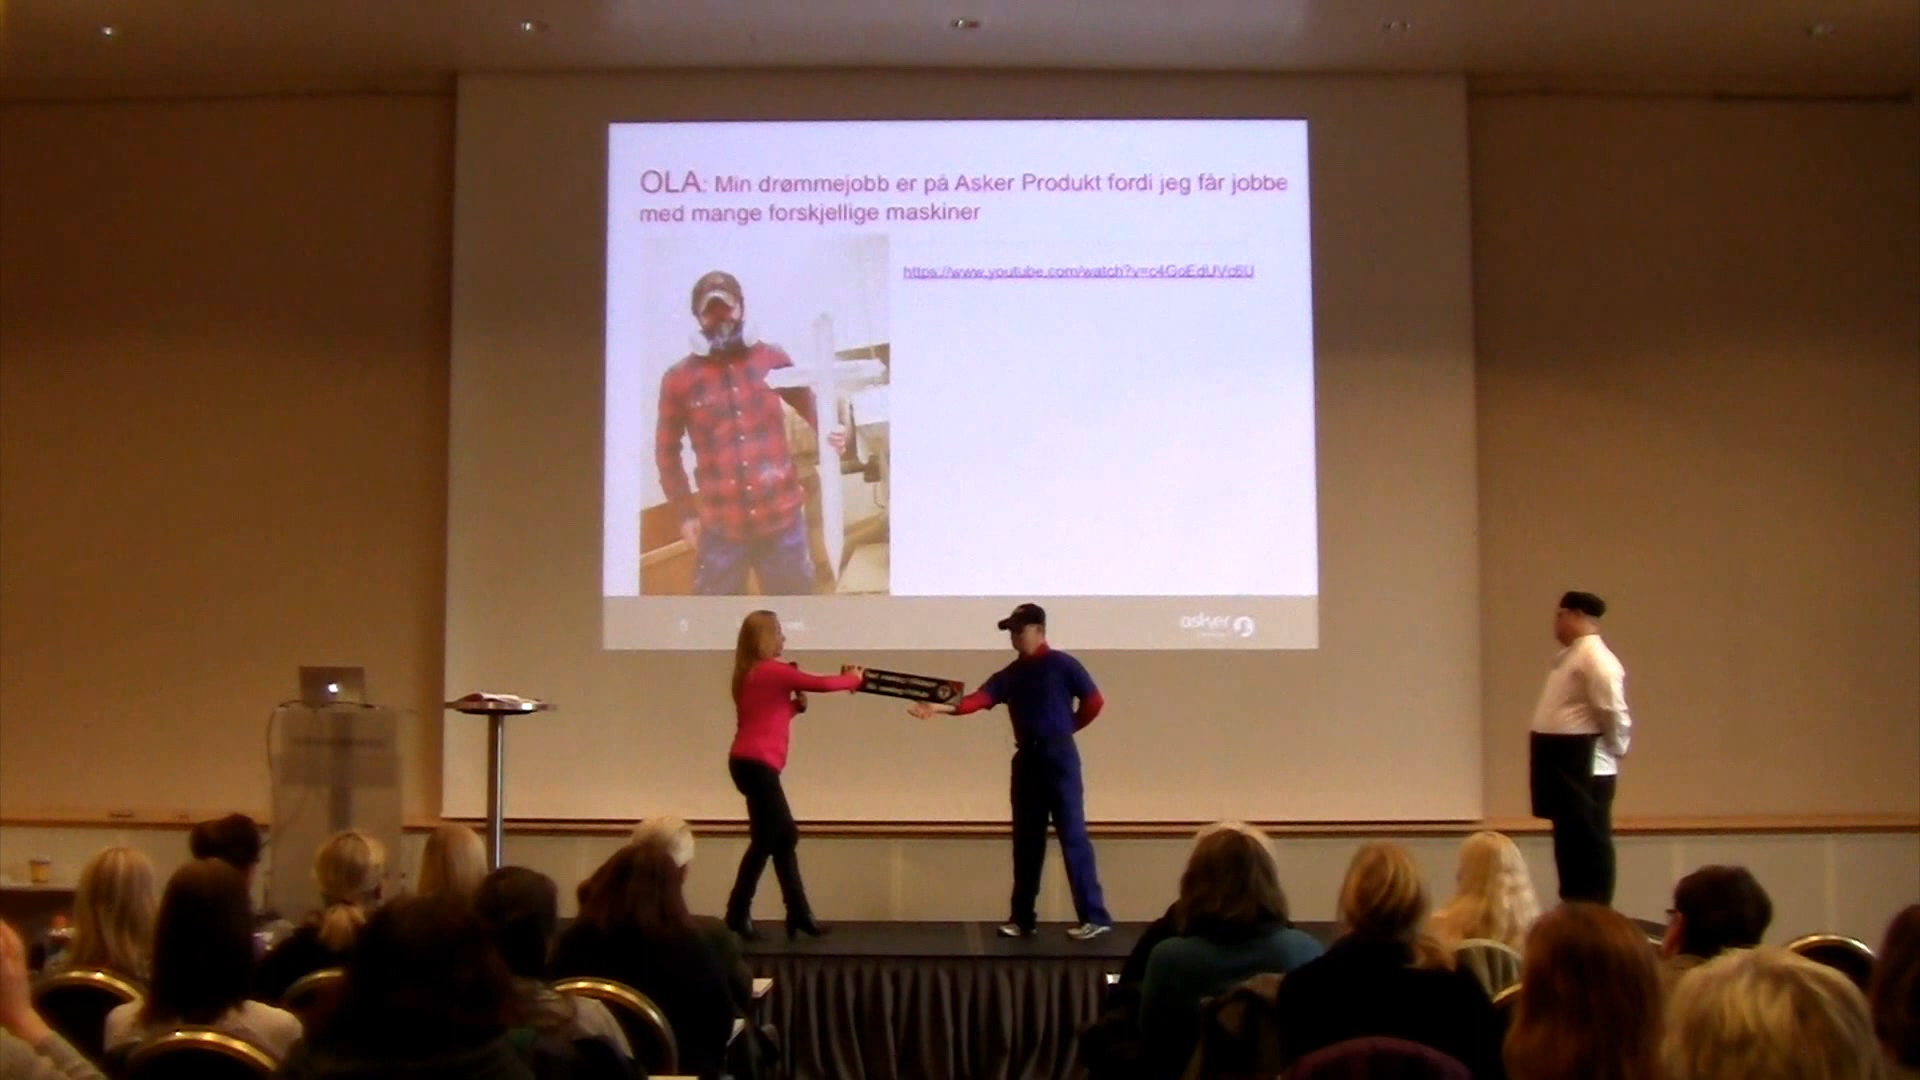 OLA: Min drømmejobb er på Asker Produkt fordi jeg får jobbe
med mange forskjellige maskiner
https://www.youtube.com/watch?v=c4GoEdUVc6U
asker